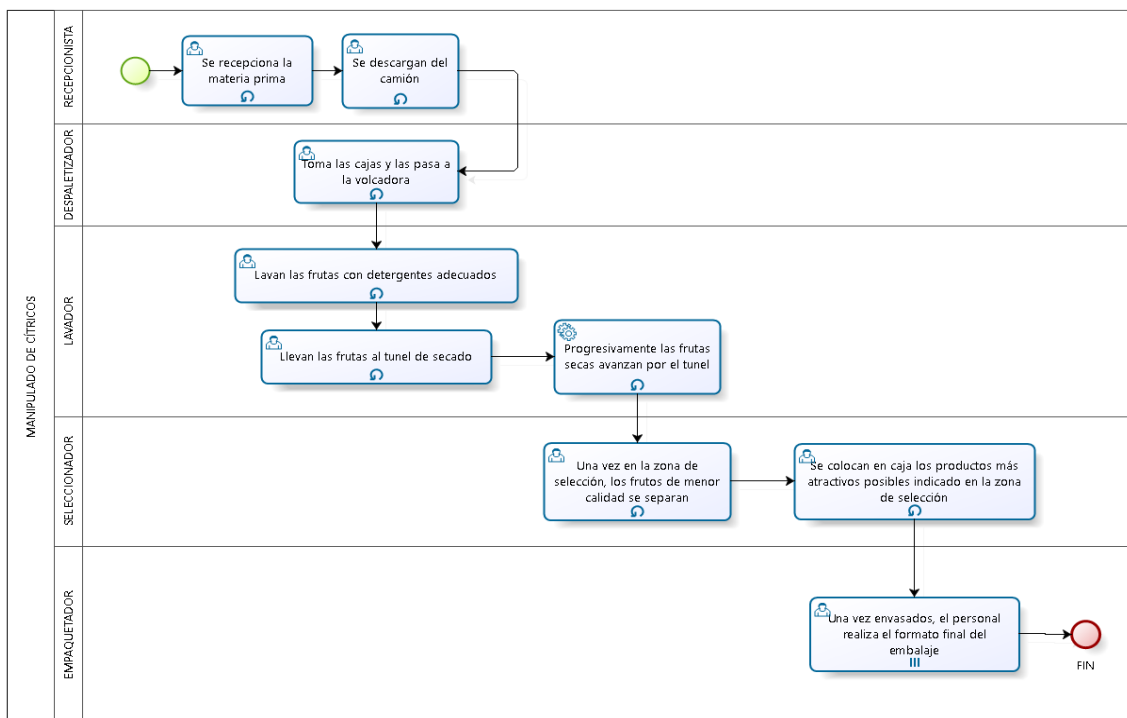 MANIPULADO DE CÍTRICOS
RECEPCIONISTA
Se recepciona la
materia prima
Se descargan del
camión
DESPALETIZADOR
Toma las cajas y las pasa a
la volcadora
LAVADOR
Lavan las frutas con detergentes adecuados
Llevan las frutas al tunel de secado
Progresivamente las frutas
secas avanzan por el tunel
SELECCIONADOR
Una vez en la zona de
selección, los frutos de menor
calidad se separan
Se colocan en caja los productos más
atractivos posibles indicado en la zona
de selección
EMPAQUETADOR
Una vez envasados, el personal
realiza el formato final del
embalaje
FIN